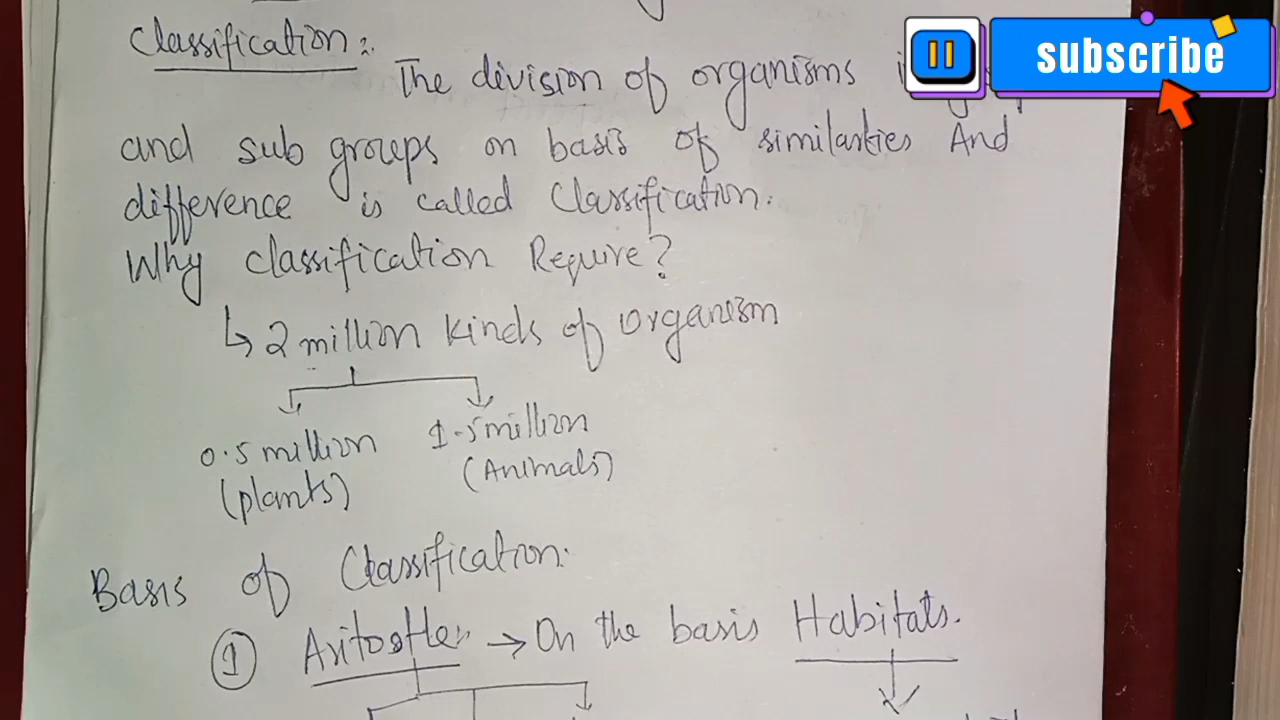 Classification :.
The division of organisms
and sub groups on basis of similarties And
difference is called Classification.
Why classification Require?
↳ 2 million kinds of organism
0.5 million 1.5 million
(plants) (Animals)
Basis of Classification.
① Aritostle → On the basis Habitats.
subscribe